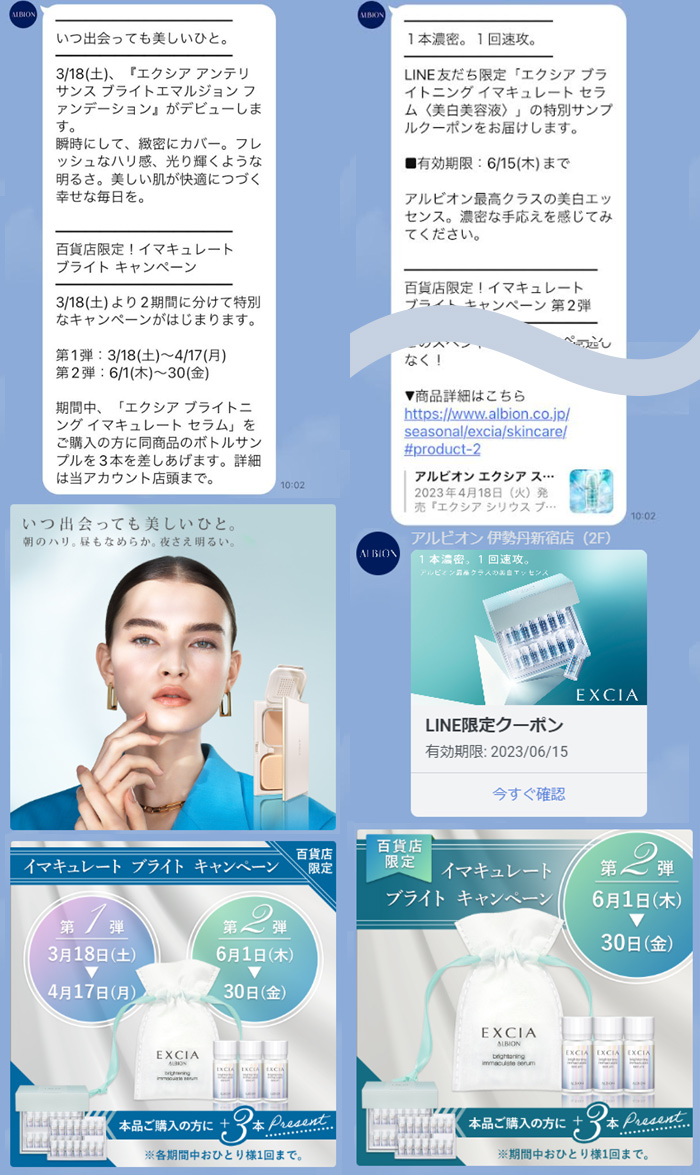 ALBION
いつ出会っても美しいひと。
3/18(土)、『エクシア アンテリ
サンス ブライトエマルジョン フ
ァンデーション』がデビューしま
す。
瞬時にして、緻密にカバー。フレ
ッシュなハリ感、光り輝くような
明るさ。美しい肌が快適につづく
幸せな毎日を。
百貨店限定！イマキュレート
ブライト キャンペーン
3/18(土)より2期間に分けて特別
なキャンペーンがはじまります。
第1弾：3/18(土)～4/17(月)
第2弾：6/1(木)～30(金)
期間中、「エクシア ブライトニ
ング イマキュレート セラム」を
ご購入の方に同商品のボトルサン
プルを3本を差しあげます。詳細
は当アカウント店頭まで。
10:02
いつ出会っても美しいひと。
朝のハリ。昼もなめらか。夜さえ明るい。
イマキュレート ブライト キャンペーン
百貨店
限定
第1弾
3月18日(土)
▼
4月17日(月)
第2弾
6月1日(木)
▼
30日(金)
EXCIA
ALBION
brightening
immaculate serum
EXCIA
EXCIA
EXCIA
本品ご購入の方に +3本 Present
※各期間中おひとり様1回まで。
ALBION
1本濃密。1回速攻。
LINE友だち限定「エクシア ブラ
イトニング イマキュレート セラ
ム〈美白美容液〉」の特別サンプ
ルクーポンをお届けします。
■有効期限：6/15(木)まで
アルビオン最高クラスの美白エッ
センス。濃密な手応えを感じてみ
てください。
百貨店限定！イマキュレート
ブライト キャンペーン 第2弾
なく！
▼商品詳細はこちら
https://www.albion.co.jp/
seasonal/excia/skincare/
#product-2
アルビオン エクシア ス…
2023年4月18日（火）発
売『エクシア シリウス ブ…
10:02
ALBION
アルビオン 伊勢丹新宿店（2F）
1本濃密。1回速攻。
アルビオン最高クラスの美容エッセンス
EXCIA
LINE限定クーポン
有効期限: 2023/06/15
今すぐ確認
百貨店
限定
イマキュレート
ブライト キャンペーン
第2弾
6月1日(木)
▼
30日(金)
EXCIA
ALBION
brightening
immaculate serum
EXCIA
EXCIA
EXCIA
本品ご購入の方に +3本 Present
※期間中おひとり様1回まで。